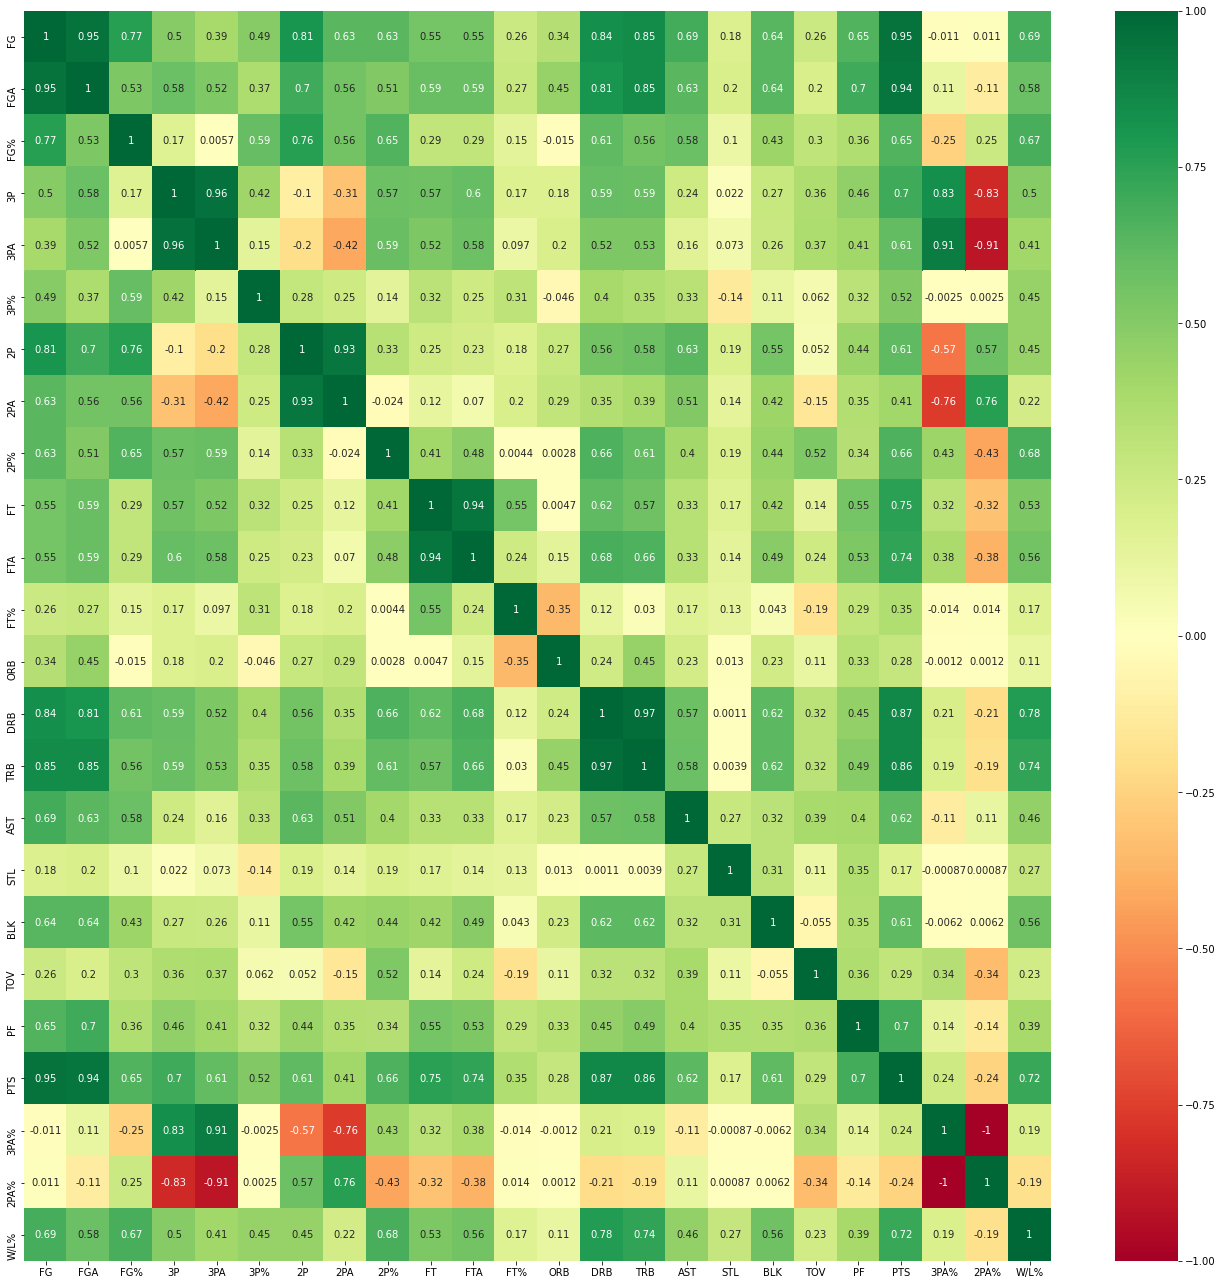 FG 1 0.95 0.77 0.5 0.39 0.49 0.81 0.63 0.63 0.55 0.55 0.26 0.34 0.84 0.85 0.69 0.18 0.64 0.26 0.65 0.95 -0.011 0.011 0.69
FGA 0.95 1 0.53 0.58 0.52 0.37 0.7 0.56 0.51 0.59 0.59 0.27 0.45 0.81 0.85 0.63 0.2 0.64 0.2 0.7 0.94 0.11 -0.11 0.58
FG% 0.77 0.53 1 0.17 0.0057 0.59 0.76 0.56 0.65 0.29 0.29 0.15 -0.015 0.61 0.56 0.58 0.1 0.43 0.3 0.36 0.65 -0.25 0.25 0.67
3P 0.5 0.58 0.17 1 0.96 0.42 -0.1 -0.31 0.57 0.57 0.6 0.17 0.18 0.59 0.59 0.24 0.022 0.27 0.36 0.46 0.7 0.83 -0.83 0.5
3PA 0.39 0.52 0.0057 0.96 1 0.15 -0.2 -0.42 0.59 0.52 0.58 0.097 0.2 0.52 0.53 0.16 0.073 0.26 0.37 0.41 0.61 0.91 -0.91 0.41
3P% 0.49 0.37 0.59 0.42 0.15 1 0.28 0.25 0.14 0.32 0.25 0.31 -0.046 0.4 0.35 0.33 -0.14 0.11 0.062 0.32 0.52 -0.0025 0.0025 0.45
2P 0.81 0.7 0.76 -0.1 -0.2 0.28 1 0.93 0.33 0.25 0.23 0.18 0.27 0.56 0.58 0.63 0.19 0.55 0.052 0.44 0.61 -0.57 0.57 0.45
2PA 0.63 0.56 0.56 -0.31 -0.42 0.25 0.93 1 -0.024 0.12 0.07 0.2 0.29 0.35 0.39 0.51 0.14 0.42 -0.15 0.35 0.41 -0.76 0.76 0.22
2P% 0.63 0.51 0.65 0.57 0.59 0.14 0.33 -0.024 1 0.41 0.48 0.0044 0.0028 0.66 0.61 0.4 0.19 0.44 0.52 0.34 0.66 0.43 -0.43 0.68
FT 0.55 0.59 0.29 0.57 0.52 0.32 0.25 0.12 0.41 1 0.94 0.55 0.0047 0.62 0.57 0.33 0.17 0.42 0.14 0.55 0.75 0.32 -0.32 0.53
FTA 0.55 0.59 0.29 0.6 0.58 0.25 0.23 0.07 0.48 0.94 1 0.24 0.15 0.68 0.66 0.33 0.14 0.49 0.24 0.53 0.74 0.38 -0.38 0.56
FT% 0.26 0.27 0.15 0.17 0.097 0.31 0.18 0.2 0.0044 0.55 0.24 1 -0.35 0.12 0.03 0.17 0.13 0.043 -0.19 0.29 0.35 -0.014 0.014 0.17
ORB 0.34 0.45 -0.015 0.18 0.2 -0.046 0.27 0.29 0.0028 0.0047 0.15 -0.35 1 0.24 0.45 0.23 0.013 0.23 0.11 0.33 0.28 -0.0012 0.0012 0.11
DRB 0.84 0.81 0.61 0.59 0.52 0.4 0.56 0.35 0.66 0.62 0.68 0.12 0.24 1 0.97 0.57 0.0011 0.62 0.32 0.45 0.87 0.21 -0.21 0.78
TRB 0.85 0.85 0.56 0.59 0.53 0.35 0.58 0.39 0.61 0.57 0.66 0.03 0.45 0.97 1 0.58 0.0039 0.62 0.32 0.49 0.86 0.19 -0.19 0.74
AST 0.69 0.63 0.58 0.24 0.16 0.33 0.63 0.51 0.4 0.33 0.33 0.17 0.23 0.57 0.58 1 0.27 0.32 0.39 0.4 0.62 -0.11 0.11 0.46
STL 0.18 0.2 0.1 0.022 0.073 -0.14 0.19 0.14 0.19 0.17 0.14 0.13 0.013 0.0011 0.0039 0.27 1 0.31 0.11 0.35 0.17 -0.00087 0.00087 0.27
BLK 0.64 0.64 0.43 0.27 0.26 0.11 0.55 0.42 0.44 0.42 0.49 0.043 0.23 0.62 0.62 0.32 0.31 1 -0.055 0.35 0.61 -0.0062 0.0062 0.56
TOV 0.26 0.2 0.3 0.36 0.37 0.062 0.052 -0.15 0.52 0.14 0.24 -0.19 0.11 0.32 0.32 0.39 0.11 -0.055 1 0.36 0.29 0.34 -0.34 0.23
PF 0.65 0.7 0.36 0.46 0.41 0.32 0.44 0.35 0.34 0.55 0.53 0.29 0.33 0.45 0.49 0.4 0.35 0.35 0.36 1 0.7 0.14 -0.14 0.39
PTS 0.95 0.94 0.65 0.7 0.61 0.52 0.61 0.41 0.66 0.75 0.74 0.35 0.28 0.87 0.86 0.62 0.17 0.61 0.29 0.7 1 0.24 -0.24 0.72
3PA% -0.011 0.11 -0.25 0.83 0.91 -0.0025 -0.57 -0.76 0.43 0.32 0.38 -0.014 -0.0012 0.21 0.19 -0.11 -0.00087 -0.0062 0.34 0.14 0.24 1 -1 0.19
2PA% 0.011 -0.11 0.25 -0.83 -0.91 0.0025 0.57 0.76 -0.43 -0.32 -0.38 0.014 0.0012 -0.21 -0.19 0.11 0.00087 0.0062 -0.34 -0.14 -0.24 -1 1 -0.19
W/L% 0.69 0.58 0.67 0.5 0.41 0.45 0.45 0.22 0.68 0.53 0.56 0.17 0.11 0.78 0.74 0.46 0.27 0.56 0.23 0.39 0.72 0.19 -0.19 1
FG FGA FG% 3P 3PA 3P% 2P 2PA 2P% FT FTA FT% ORB DRB TRB AST STL BLK TOV PF PTS 3PA% 2PA% W/L%
1.00
0.75
0.50
0.25
0.00
−0.25
−0.50
−0.75
−1.00